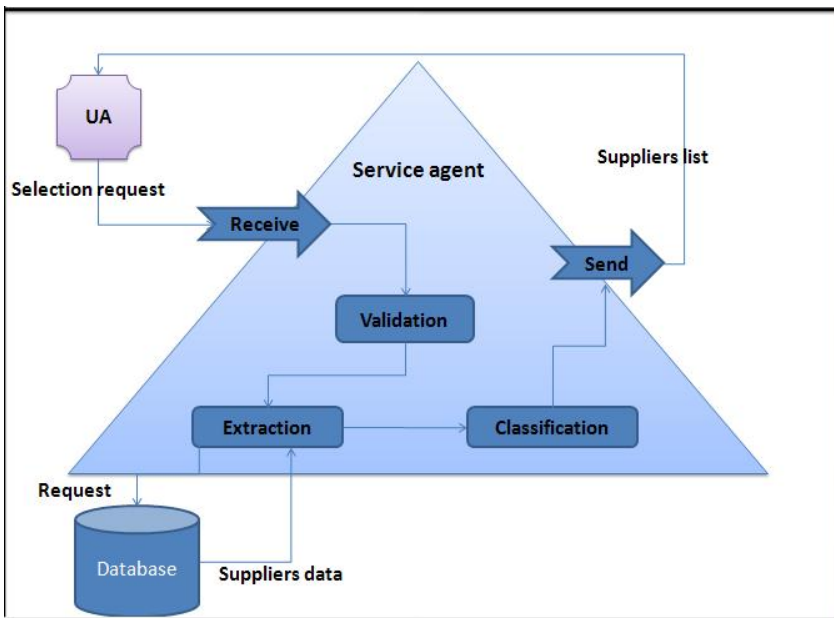 UA
Suppliers list
Service agent
Selection request
Receive
Send
Validation
Extraction
Classification
Request
Database
Suppliers data